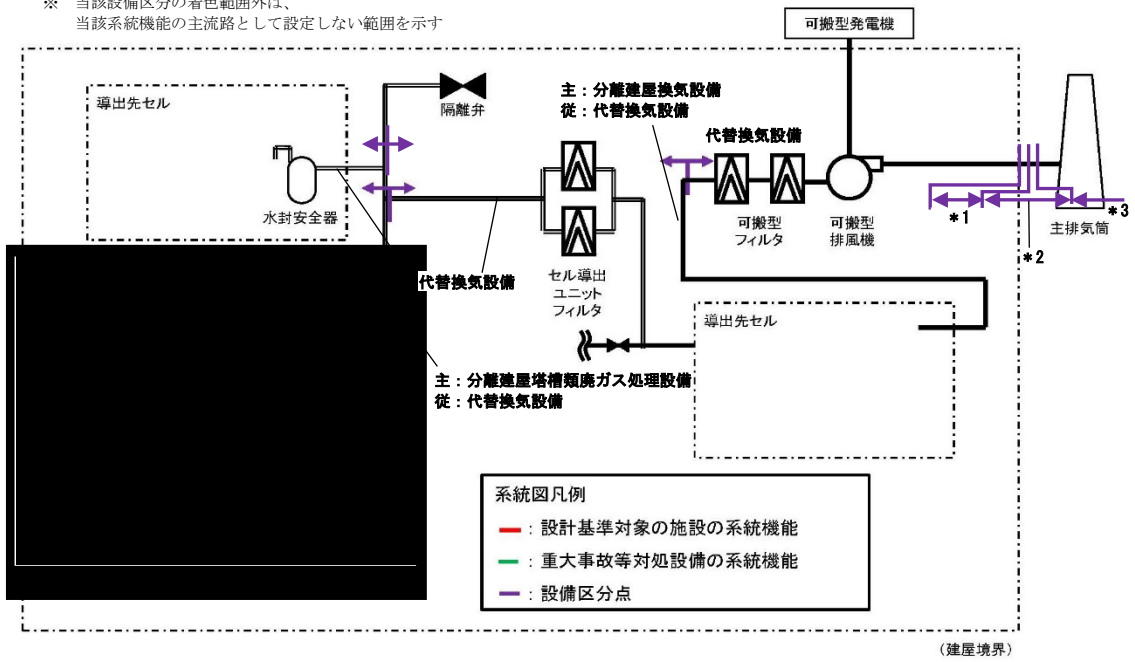 ※ 当該設備区分の着色範囲外は、
当該系統機能の主流路として設定しない範囲を示す
可搬型発電機
導出先セル
隔離弁
水封安全器
主：分離建屋換気設備
従：代替換気設備
代替換気設備
可搬型
フィルタ
可搬型
排風機
*1
*2
*3
主排気筒
代替換気設備
セル導出
ユニット
フィルタ
導出先セル
主：分離建屋塔槽類廃ガス処理設備
従：代替換気設備
系統図凡例
：設計基準対象の施設の系統機能
：重大事故等対処設備の系統機能
：設備区分点
（建屋境界）